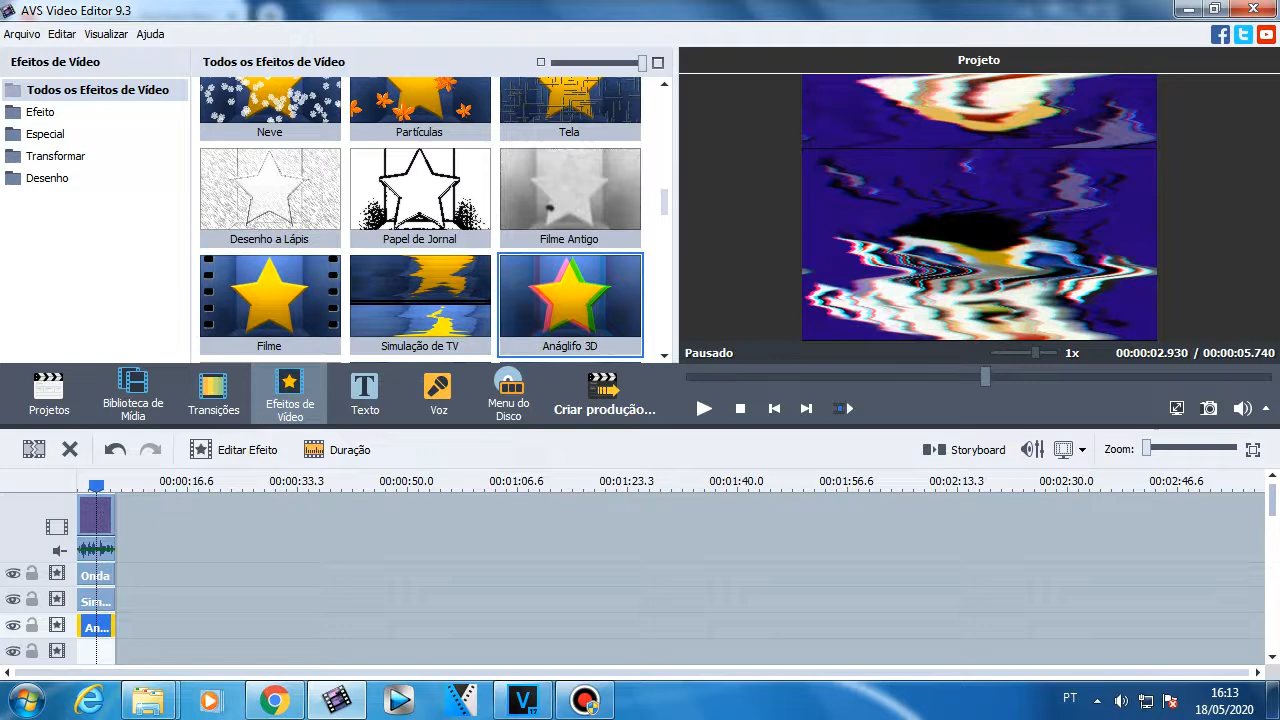 AVS Video Editor 9.3
Arquivo Editar Visualizar Ajuda
Efeitos de Vídeo
Todos os Efeitos de Vídeo
Efeito
Especial
Transformar
Desenho
Todos os Efeitos de Vídeo
Neve Partículas Tela
Desenho a Lápis Papel de Jornal Filme Antigo
Filme Simulação de TV Anáglifo 3D
Projeto
Pausado 1x 00:00:02.930 / 00:00:05.740
Projetos
Biblioteca de
Mídia
Transições
Efeitos de
Vídeo
Texto
Voz
Menu do
Disco
Criar produção...
Editar Efeito Duração Storyboard Zoom:
00:00:16.6 00:00:33.3 00:00:50.0 00:01:06.6 00:01:23.3 00:01:40.0 00:01:56.6 00:02:13.3 00:02:30.0 00:02:46.6
Onda
Sim...
An...
PT 16:13
18/05/2020